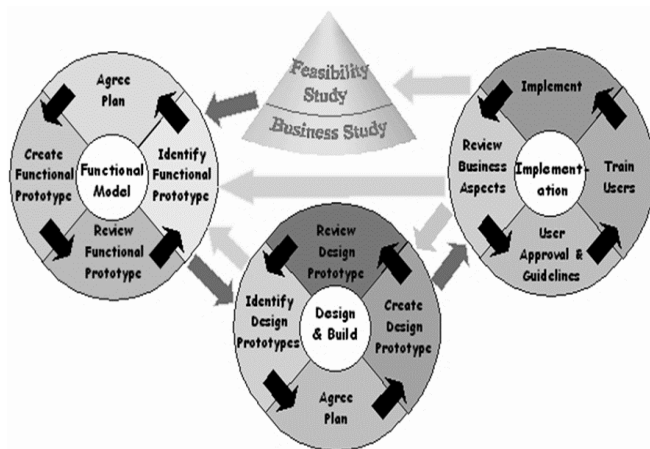 Feasibility
Study
Business Study
Agree
Plan
Create
Functional
Prototype
Functional
Model
Identify
Functional
Prototype
Review
Functional
Prototype
Implement
Review
Business
Aspects
Implement-
ation
Train
Users
User
Approval &
Guidelines
Review
Design
Prototype
Identify
Design
Prototypes
Design
& Build
Create
Design
Prototype
Agree
Plan